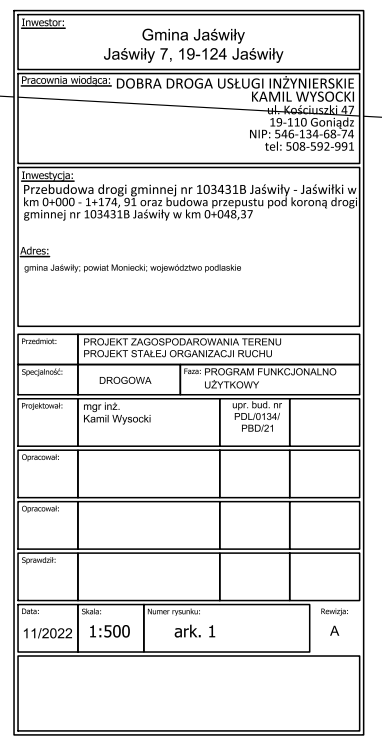 Inwestor:
Gmina Jaświły
Jaświły 7, 19-124 Jaświły
Pracownia wiodąca: DOBRA DROGA USŁUGI INŻYNIERSKIE
KAMIL WYSOCKI
ul. Kościuszki 47
19-110 Goniądz
NIP: 546-134-68-74
tel: 508-592-991
Inwestycja:
Przebudowa drogi gminnej nr 103431B Jaświły - Jaświłki w
km 0+000 - 1+174, 91 oraz budowa przepustu pod koroną drogi
gminnej nr 103431B Jaświły w km 0+048,37
Adres:
gmina Jaświły; powiat Moniecki; województwo podlaskie
Przedmiot: PROJEKT ZAGOSPODAROWANIA TERENU
PROJEKT STAŁEJ ORGANIZACJI RUCHU
Specjalność: DROGOWA
Faza: PROGRAM FUNKCJONALNO
UŻYTKOWY
Projektował: mgr inż. upr. bud. nr
Kamil Wysocki PDL/0134/
PBD/21
Opracował:
Opracował:
Sprawdził:
Data: Skala: Numer rysunku: Rewizja:
11/2022 1:500 ark. 1 A